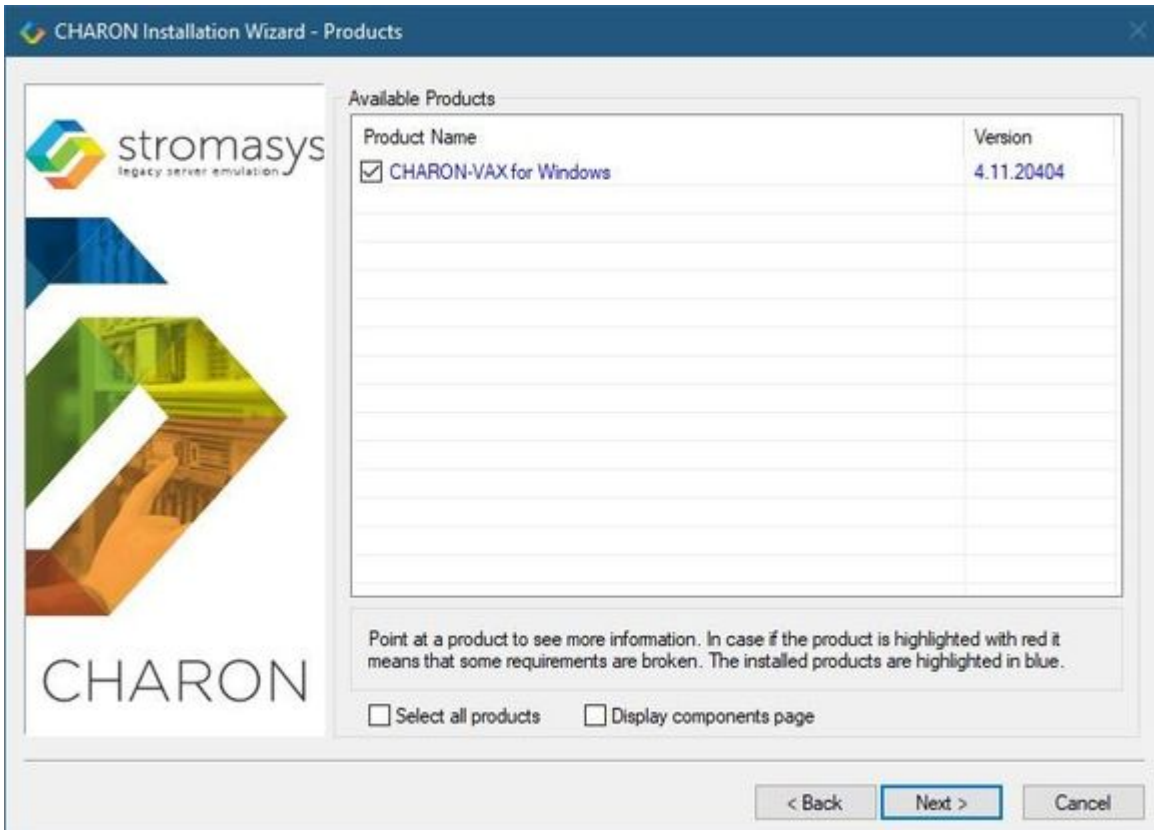 CHARON Installation Wizard - Products
stromasys
legacy server emulation
CHARON
Available Products
Product Name Version
CHARON-VAX for Windows 4.11.20404
Point at a product to see more information. In case if the product is highlighted with red it
means that some requirements are broken. The installed products are highlighted in blue.
Select all products Display components page
< Back Next > Cancel